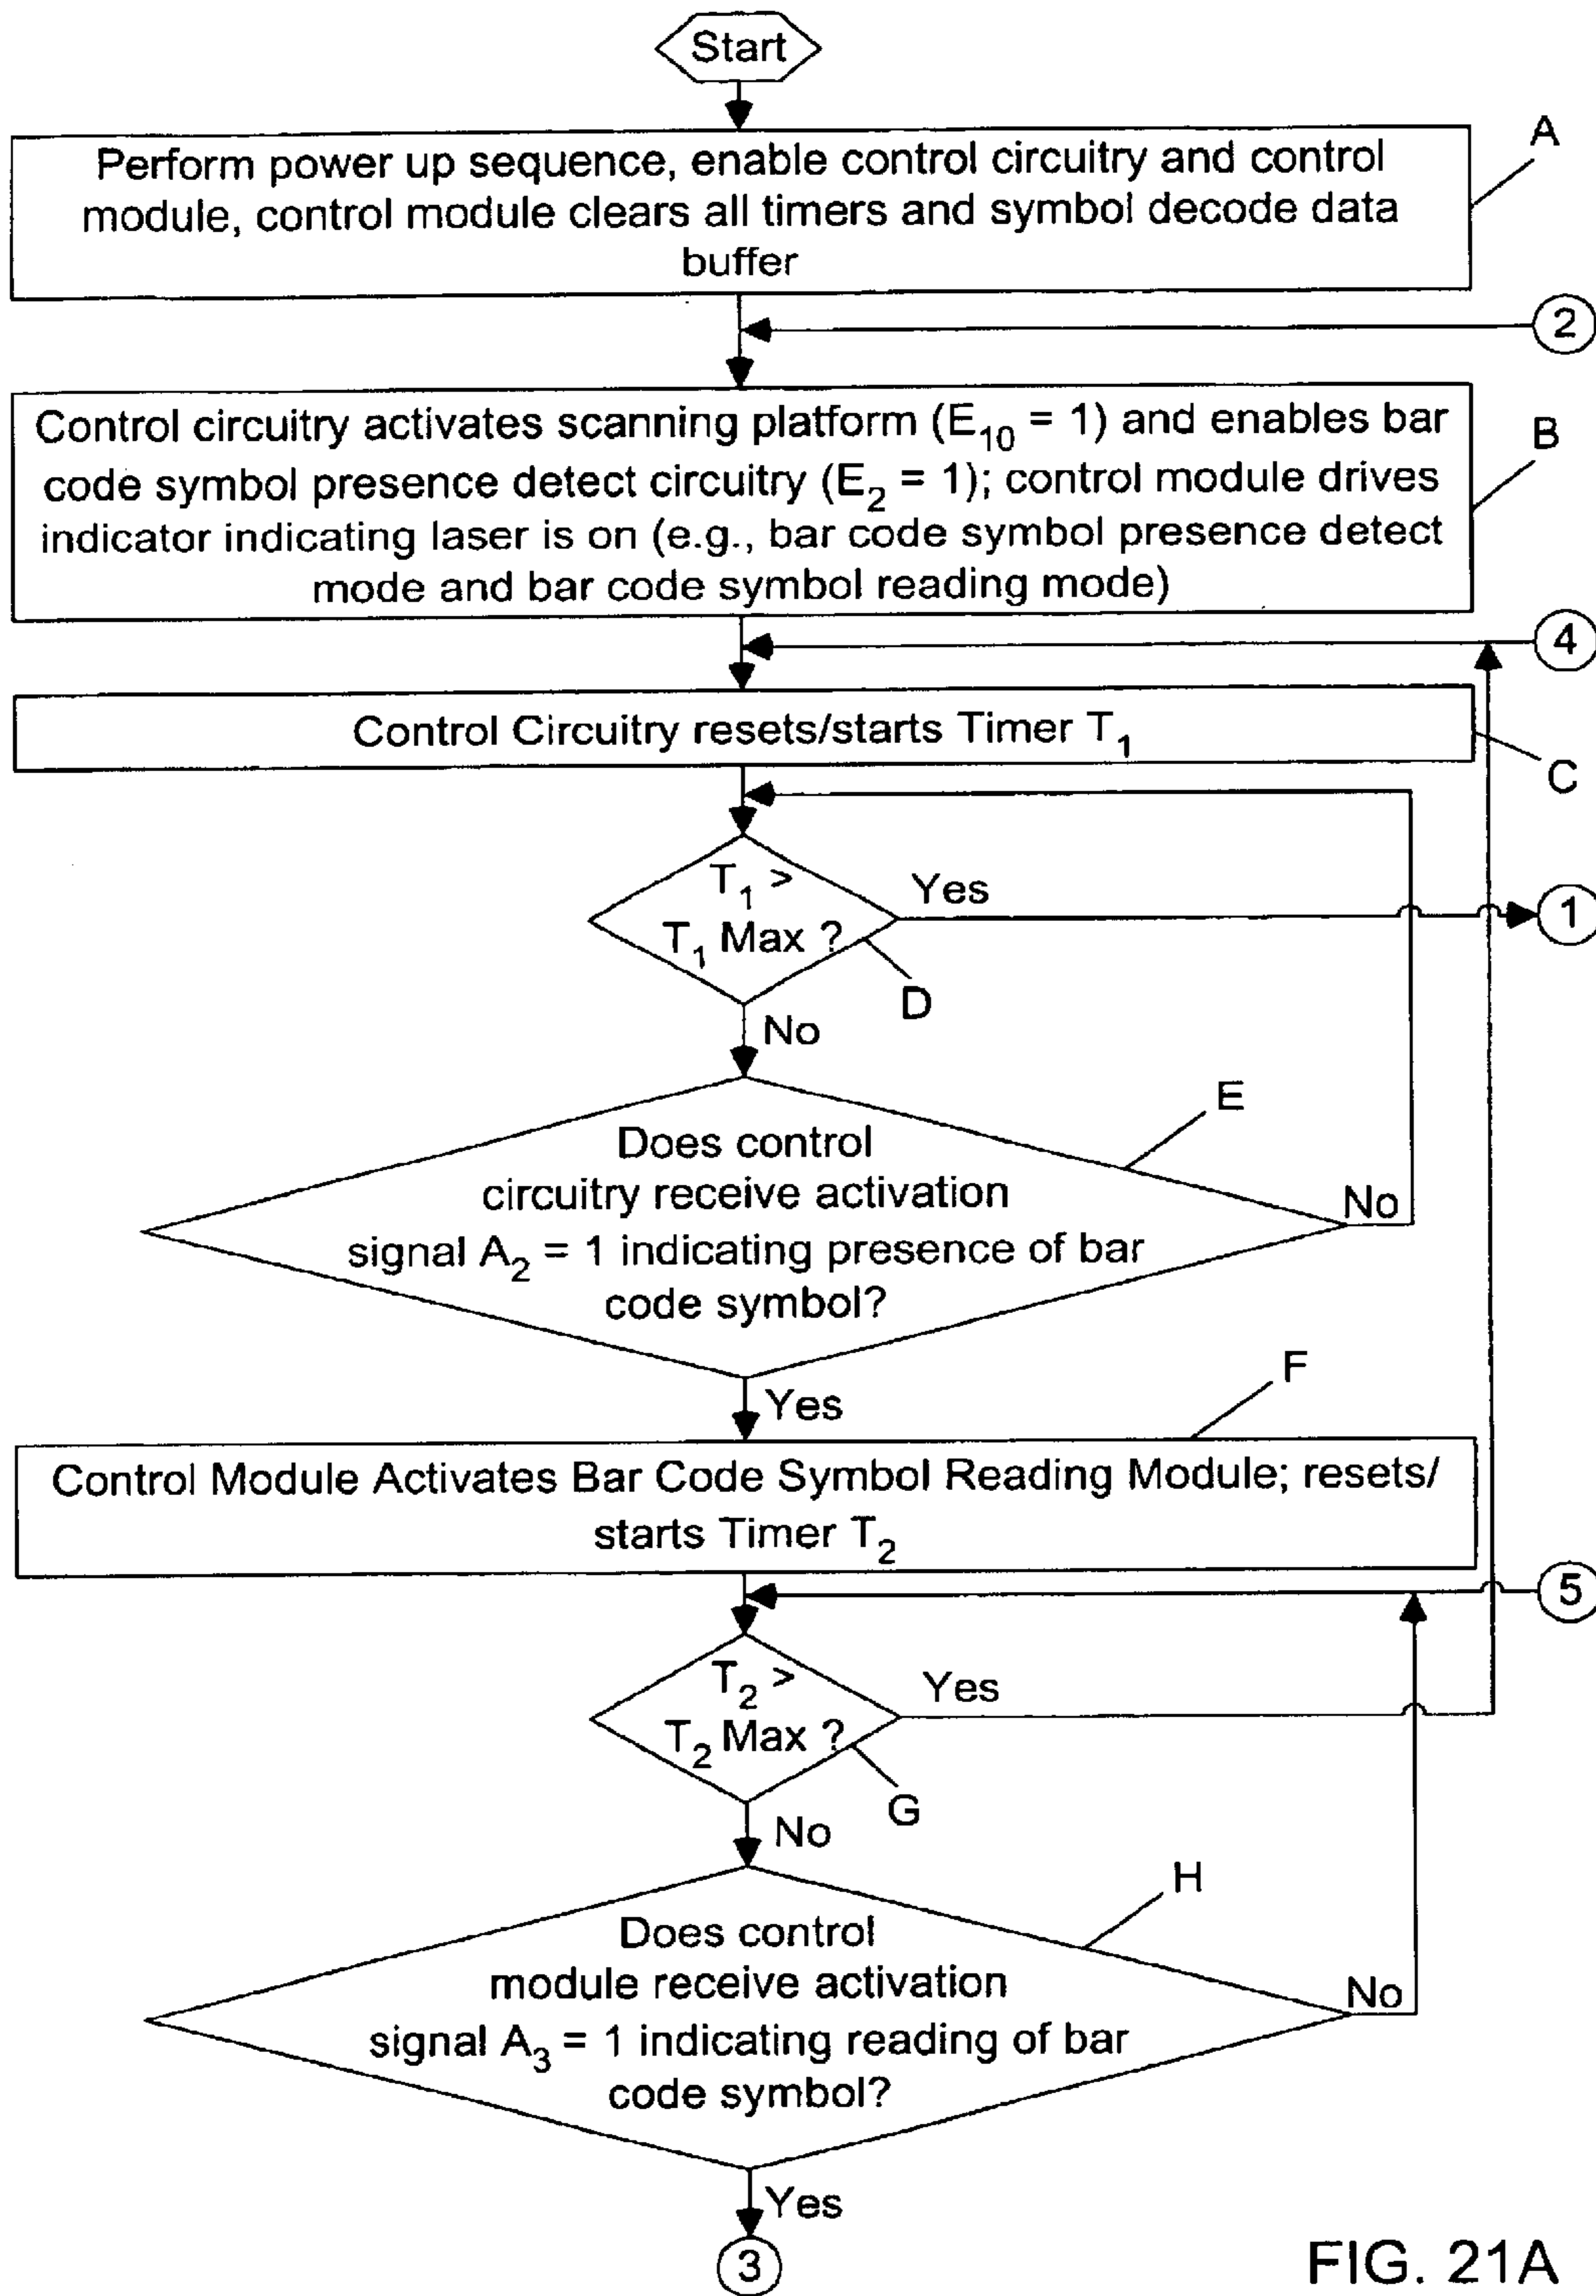 Start
Perform power up sequence, enable control circuitry and control
module, control module clears all timers and symbol decode data
buffer
A
2
Control circuitry activates scanning platform (E10 = 1) and enables bar
code symbol presence detect circuitry (E2 = 1); control module drives
indicator indicating laser is on (e.g., bar code symbol presence detect
mode and bar code symbol reading mode)
B
4
Control Circuitry resets/starts Timer T1
C
T1 >
T1 Max ?
Yes
1
D
No
Does control
circuitry receive activation
signal A2 = 1 indicating presence of bar
code symbol?
E
No
Yes
F
Control Module Activates Bar Code Symbol Reading Module; resets/
starts Timer T2
5
T2 >
T2 Max ?
Yes
G
No
Does control
module receive activation
signal A3 = 1 indicating reading of bar
code symbol?
H
No
Yes
3
FIG. 21A